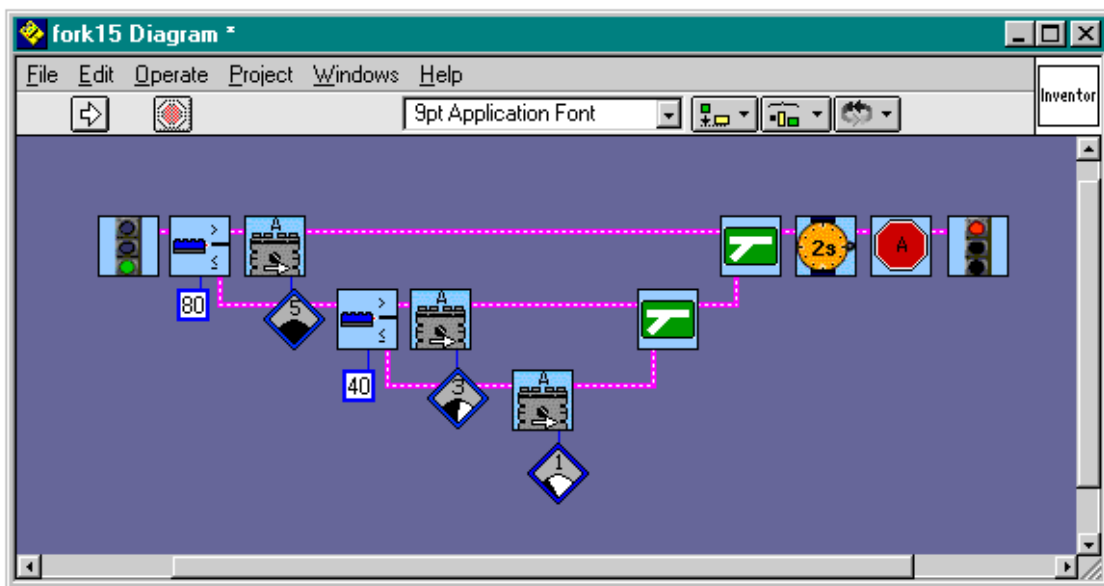 fork15 Diagram *
File Edit Operate Project Windows Help
9pt Application Font
Inventor
A
>
≤
2s
A
80
5
A
>
≤
40
3
A
1